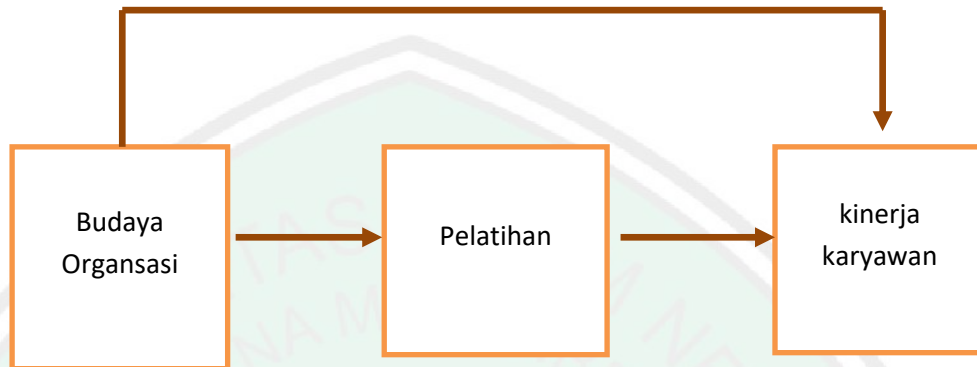 Budaya
Organsasi
Pelatihan
kinerja
karyawan